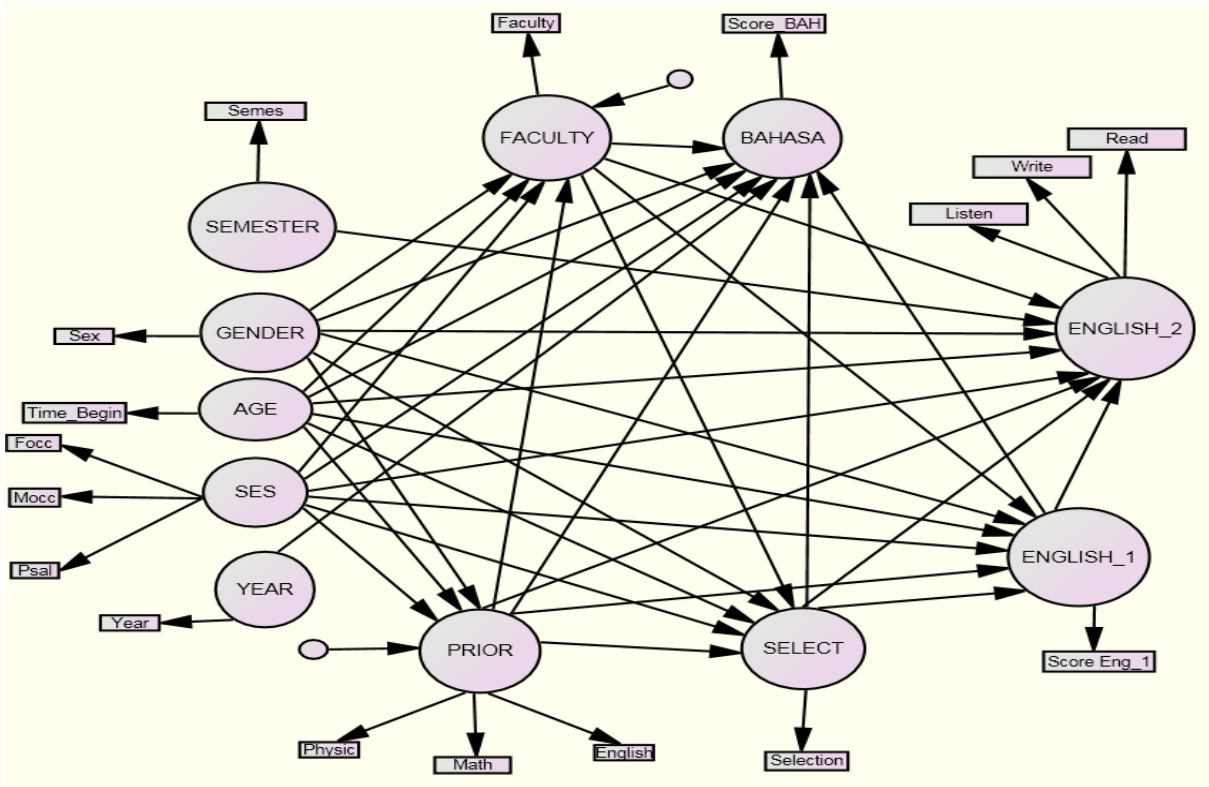 Faculty
Score_BAH
Semes
FACULTY
BAHASA
Read
Write
Listen
SEMESTER
GENDER
Sex
ENGLISH_2
AGE
Time_Begin
Focc
SES
Mocc
Psal
YEAR
ENGLISH_1
Year
PRIOR
SELECT
Score Eng_1
Physic
Math
English
Selection